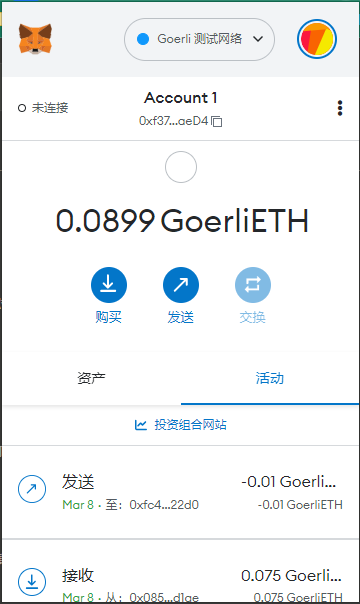 Goerli 测试网络
未连接
Account 1
0xf37...aeD4
0.0899 GoerliETH
购买
发送
交换
资产
活动
投资组合网站
发送
-0.01 Goerli...
Mar 8 · 至：0xfc4...22d0
-0.01 GoerliETH
接收
0.075 Goerli...
Mar 8 · 从：0x085...d1ae
0.075 GoerliETH